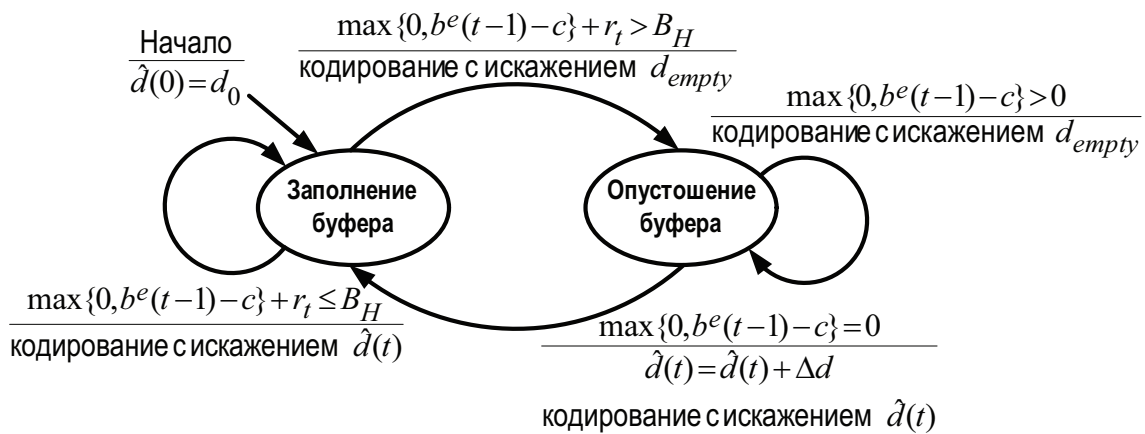 Начало
d̂(0)=d₀
max{0,bᵉ(t−1)−c}+rₜ>B_H
кодирование с искажением d_empty
max{0,bᵉ(t−1)−c}>0
кодирование с искажением d_empty
Заполнение
буфера
Опустошение
буфера
max{0,bᵉ(t−1)−c}+rₜ≤B_H
кодирование с искажением d̂(t)
max{0,bᵉ(t−1)−c}=0
d̂(t)=d̂(t)+Δd
кодирование с искажением d̂(t)